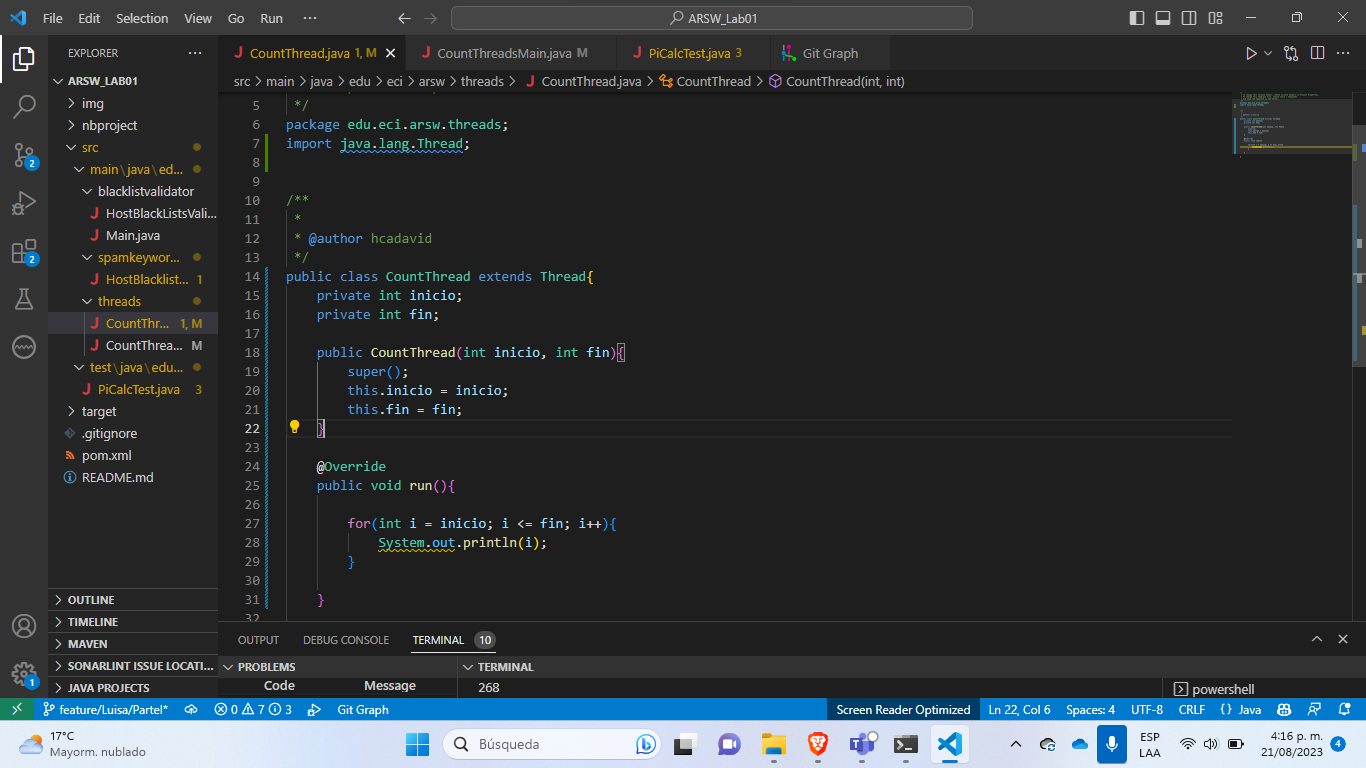 File Edit Selection View Go Run ··· ARSW_Lab01
EXPLORER ···
CountThread.java 1, M CountThreadsMain.java M PiCalcTest.java 3 Git Graph
src > main > java > edu > eci > arsw > threads > CountThread.java > CountThread > CountThread(int, int)
ARSW_LAB01
img
nbproject
src
main\java\ed...
blacklistvalidator
HostBlackListsVali...
Main.java
spamkeywor...
HostBlacklist... 1
threads
CountThr... 1, M
CountThrea... M
test\java\edu...
PiCalcTest.java 3
target
.gitignore
pom.xml
README.md
OUTLINE
TIMELINE
MAVEN
SONARLINT ISSUE LOCATI...
JAVA PROJECTS
5 */
6 package edu.eci.arsw.threads;
7 import java.lang.Thread;
8
9
10 /**
11 *
12 * @author hcadavid
13 */
14 public class CountThread extends Thread{
15 private int inicio;
16 private int fin;
17
18 public CountThread(int inicio, int fin){
19 super();
20 this.inicio = inicio;
21 this.fin = fin;
22 }
23
24 @Override
25 public void run(){
26
27 for(int i = inicio; i <= fin; i++){
28 System.out.println(i);
29 }
30
31 }
32
OUTPUT DEBUG CONSOLE TERMINAL 10
PROBLEMS TERMINAL
Code Message 268 powershell
feature/Luisa/Partel* 0 7 3 Git Graph Screen Reader Optimized Ln 22, Col 6 Spaces: 4 UTF-8 CRLF {} Java
17°C
Mayorm. nublado
Búsqueda
ESP
LAA
4:16 p. m.
21/08/2023
4
2
2
1